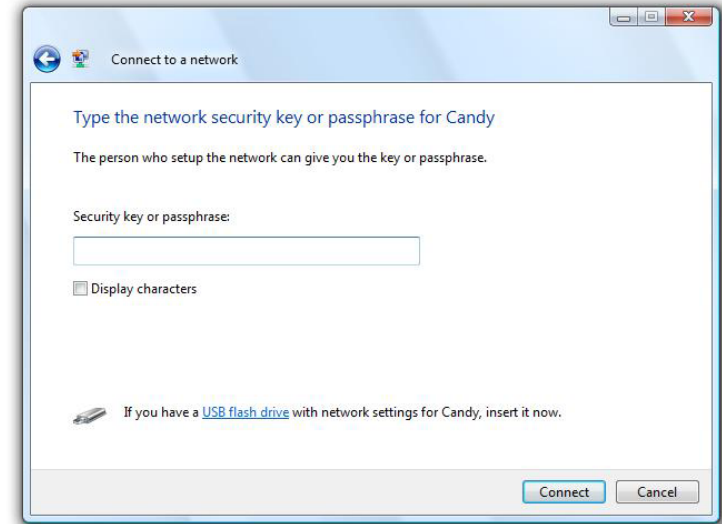 Connect to a network
Type the network security key or passphrase for Candy
The person who setup the network can give you the key or passphrase.
Security key or passphrase:
Display characters
If you have a USB flash drive with network settings for Candy, insert it now.
Connect Cancel